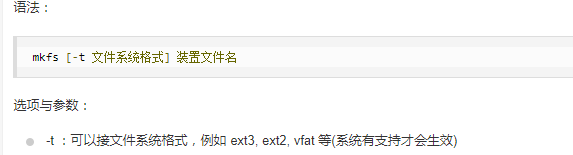 语法：
mkfs [-t 文件系统格式] 装置文件名
选项与参数：
-t ：可以接文件系统格式，例如 ext3, ext2, vfat 等(系统有支持才会生效)